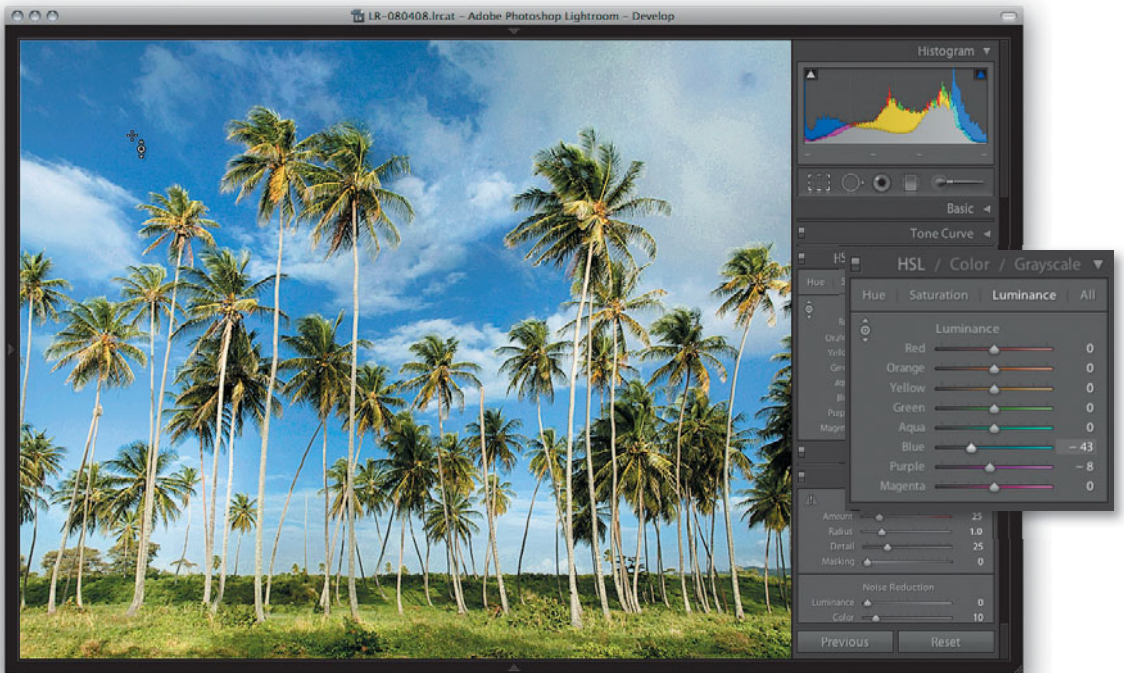 LR-080408.lrcat - Adobe Photoshop Lightroom - Develop
Histogram
Basic
Tone Curve
Hue
HSL / Color / Grayscale
Hue Saturation Luminance All
Luminance
Red 0
Orange 0
Yellow 0
Green 0
Aqua 0
Blue - 43
Purple - 8
Magenta 0
Amount 25
Radius 1.0
Detail 25
Masking 0
Noise Reduction
Luminance 0
Color 10
Previous Reset